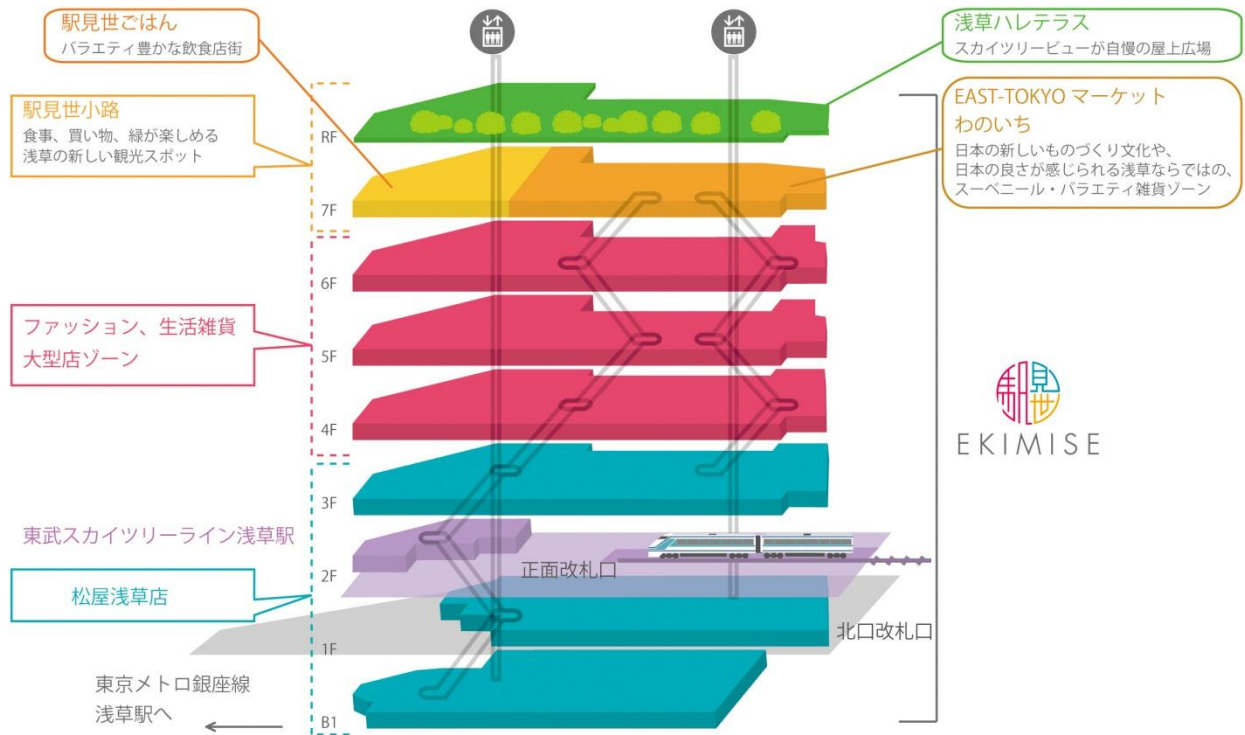 駅見世ごはん
バラエティ豊かな飲食店街
浅草ハレテラス
スカイツリービューが自慢の屋上広場
駅見世小路
食事、買い物、緑が楽しめる
浅草の新しい観光スポット
EAST-TOKYO マーケット
わのいち
日本の新しいものづくり文化や、
日本の良さが感じられる浅草ならではの、
スーベニール・バラエティ雑貨ゾーン
RF
7F
6F
ファッション、生活雑貨
大型店ゾーン
5F
4F
駅見世
EKIMISE
3F
東武スカイツリーライン浅草駅
2F
正面改札口
松屋浅草店
北口改札口
1F
東京メトロ銀座線
浅草駅へ
B1